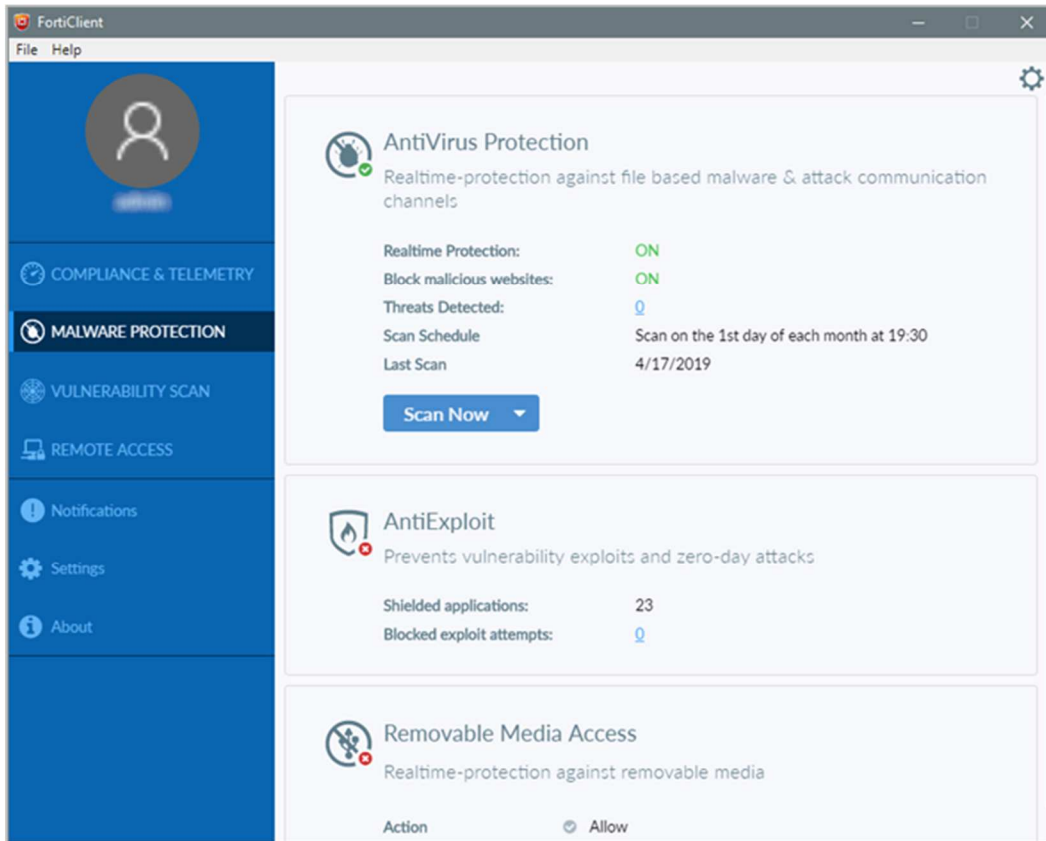 FortiClient
File Help
COMPLIANCE & TELEMETRY
MALWARE PROTECTION
VULNERABILITY SCAN
REMOTE ACCESS
Notifications
Settings
About
AntiVirus Protection
Realtime-protection against file based malware & attack communication
channels
Realtime Protection: ON
Block malicious websites: ON
Threats Detected: 0
Scan Schedule Scan on the 1st day of each month at 19:30
Last Scan 4/17/2019
Scan Now
AntiExploit
Prevents vulnerability exploits and zero-day attacks
Shielded applications: 23
Blocked exploit attempts: 0
Removable Media Access
Realtime-protection against removable media
Action Allow